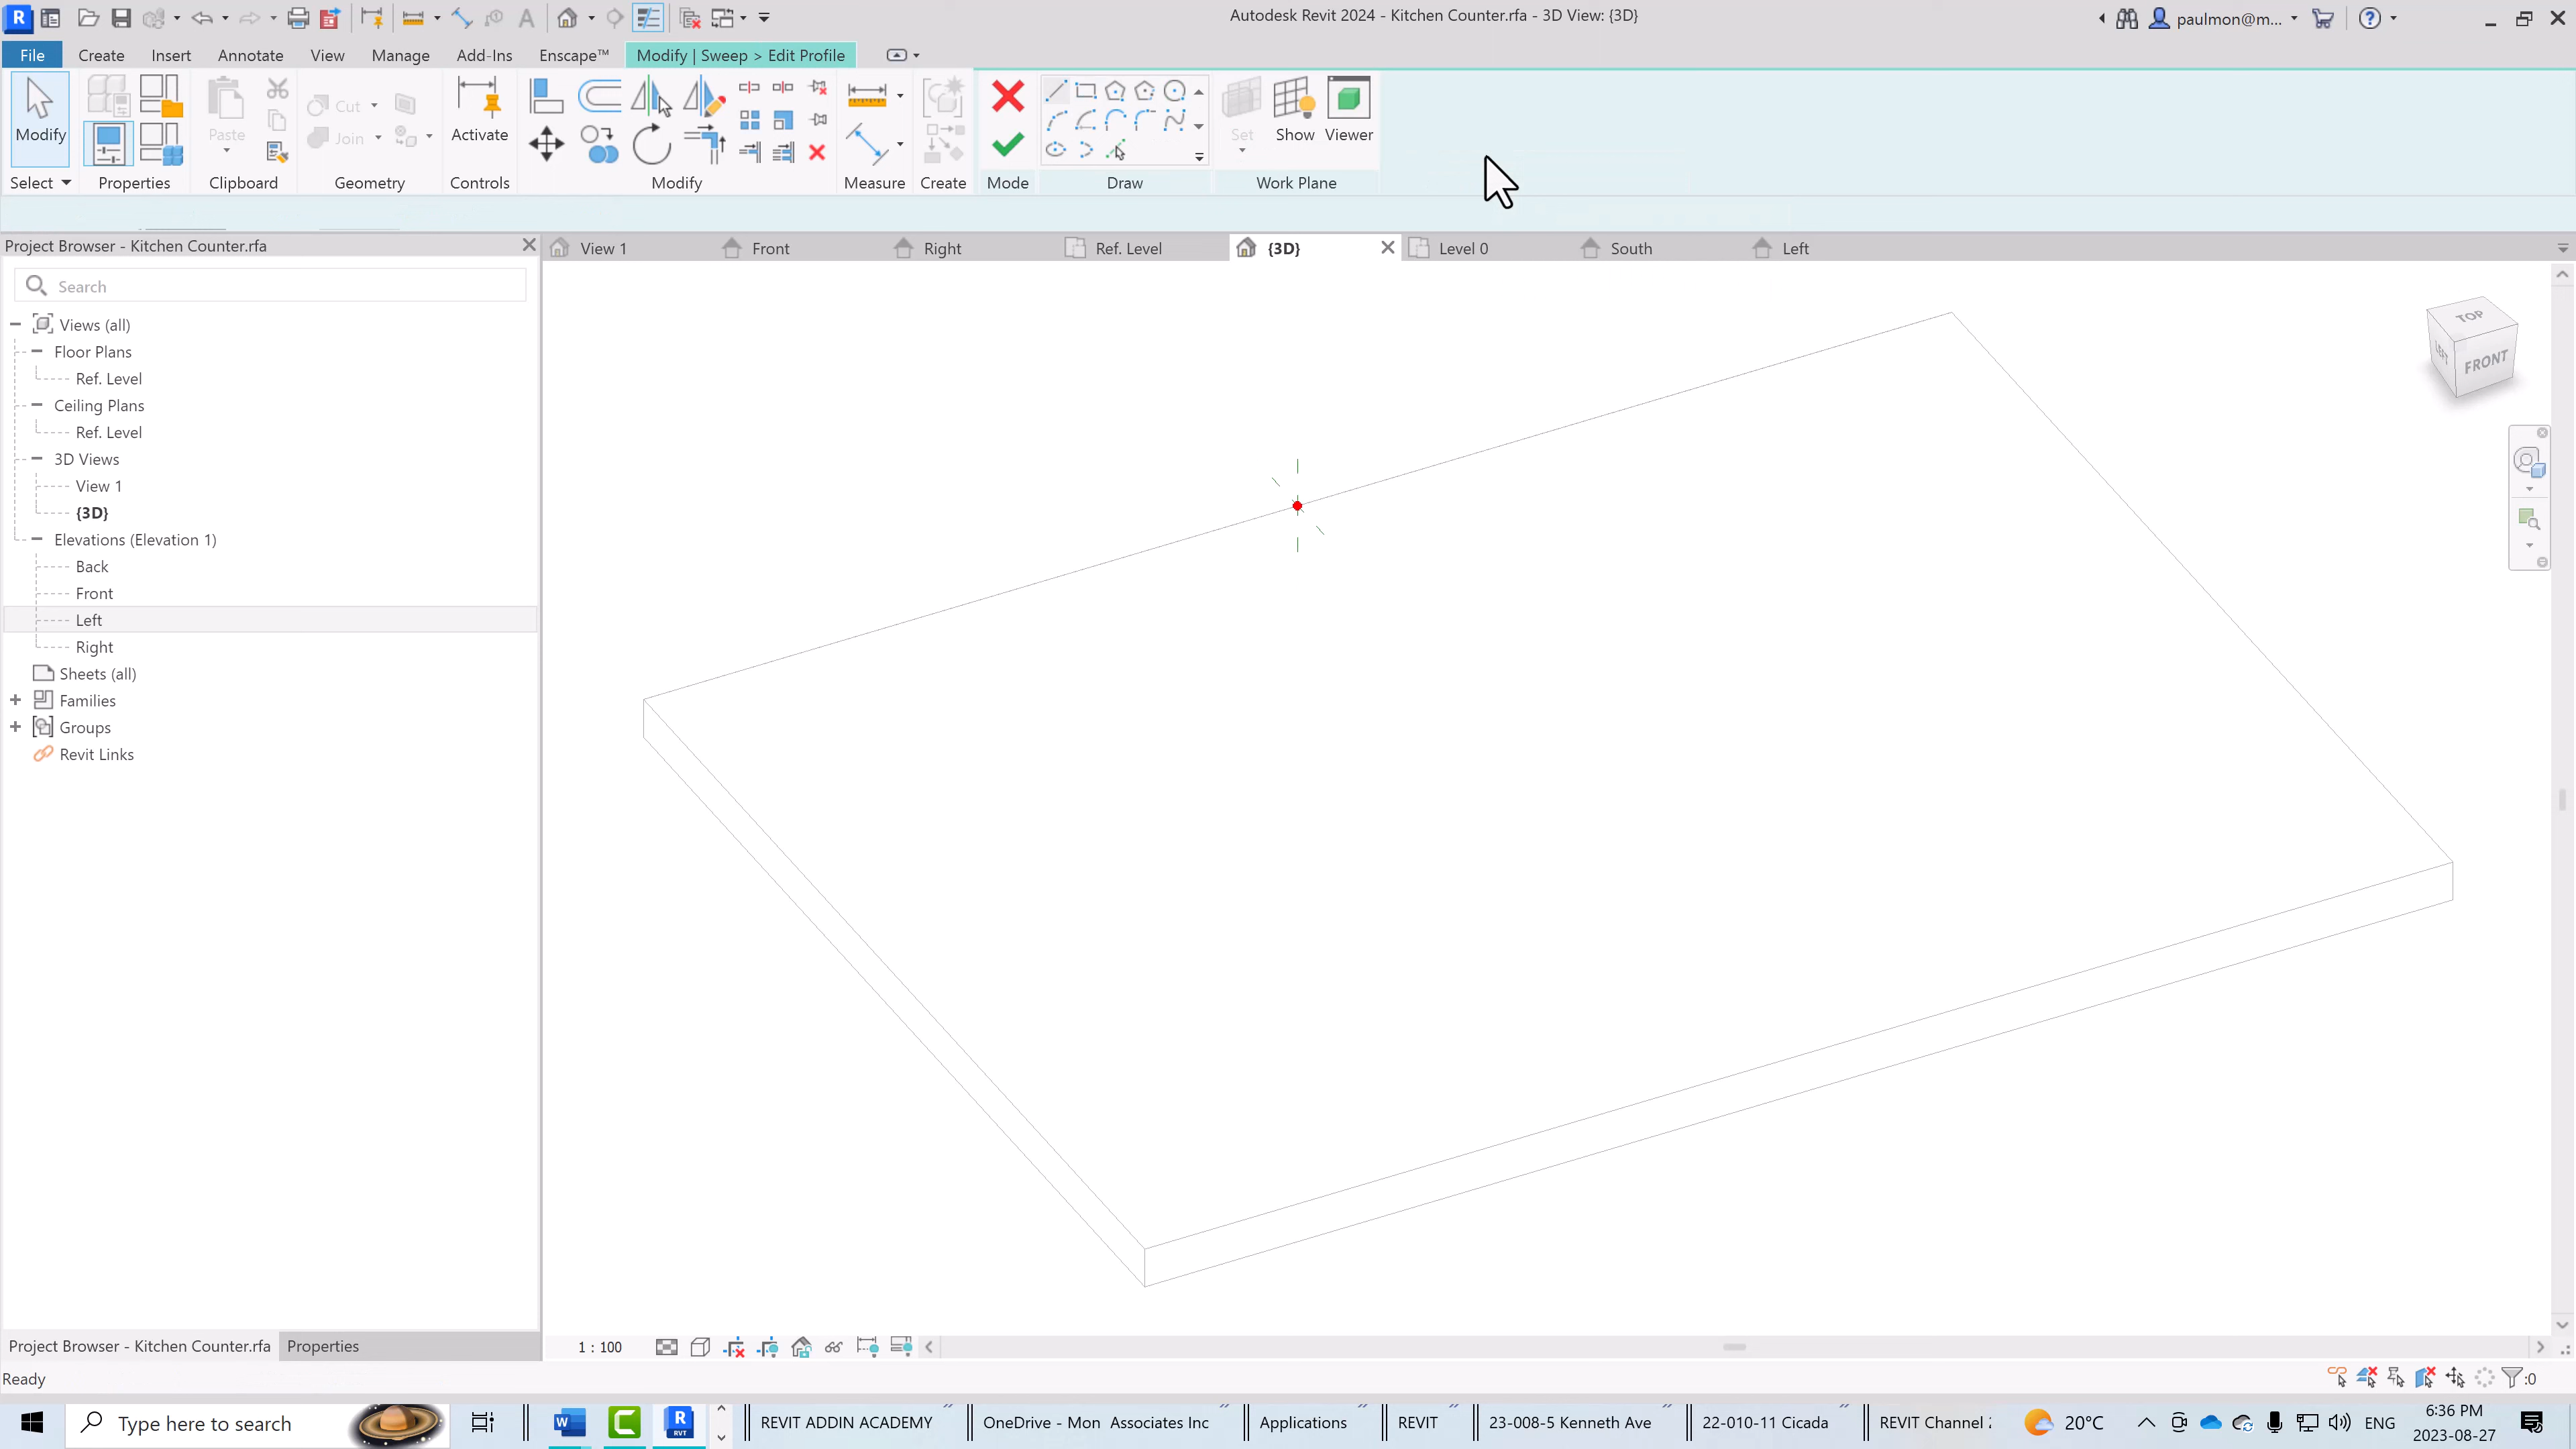 Autodesk Revit 2024 - Kitchen Counter.rfa - 3D View: {3D}
paulmon@m...
File Create Insert Annotate View Manage Add-Ins Enscape™ Modify | Sweep > Edit Profile
Cut
Join
Modify
Paste
Activate
Set
Show
Viewer
Select Properties Clipboard Geometry Controls Modify Measure Create Mode Draw Work Plane
Project Browser - Kitchen Counter.rfa
View 1 Front Right Ref. Level {3D} Level 0 South Left
Search
Views (all)
Floor Plans
Ref. Level
Ceiling Plans
Ref. Level
3D Views
View 1
{3D}
Elevations (Elevation 1)
Back
Front
Left
Right
Sheets (all)
Families
Groups
Revit Links
TOP
LEFT
FRONT
Project Browser - Kitchen Counter.rfa Properties
1 : 100
Ready
:0
Type here to search
REVIT ADDIN ACADEMY
OneDrive - Mon Associates Inc
Applications
REVIT
23-008-5 Kenneth Ave
22-010-11 Cicada
REVIT Channel
20°C
ENG
6:36 PM
2023-08-27